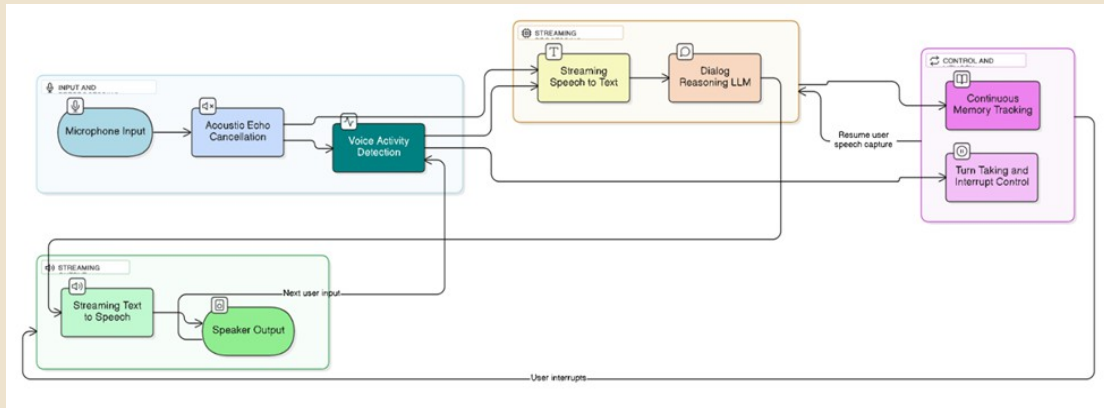 INPUT AND
Microphone Input
Acoustic Echo
Cancellation
Voice Activity
Detection
STREAMING
Streaming
Speech to Text
Dialog
Reasoning LLM
CONTROL AND
Continuous
Memory Tracking
Turn Taking and
Interrupt Control
Resume user
speech capture
STREAMING
Streaming Text
to Speech
Speaker Output
Next user input
User interrupts